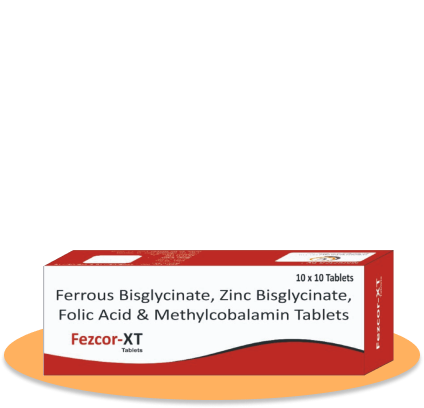 10 x 10 Tablets
Ferrous Bisglycinate, Zinc Bisglycinate,
Folic Acid & Methylcobalamin Tablets
Fezcor-XT
Tablets
Fezcor-XT